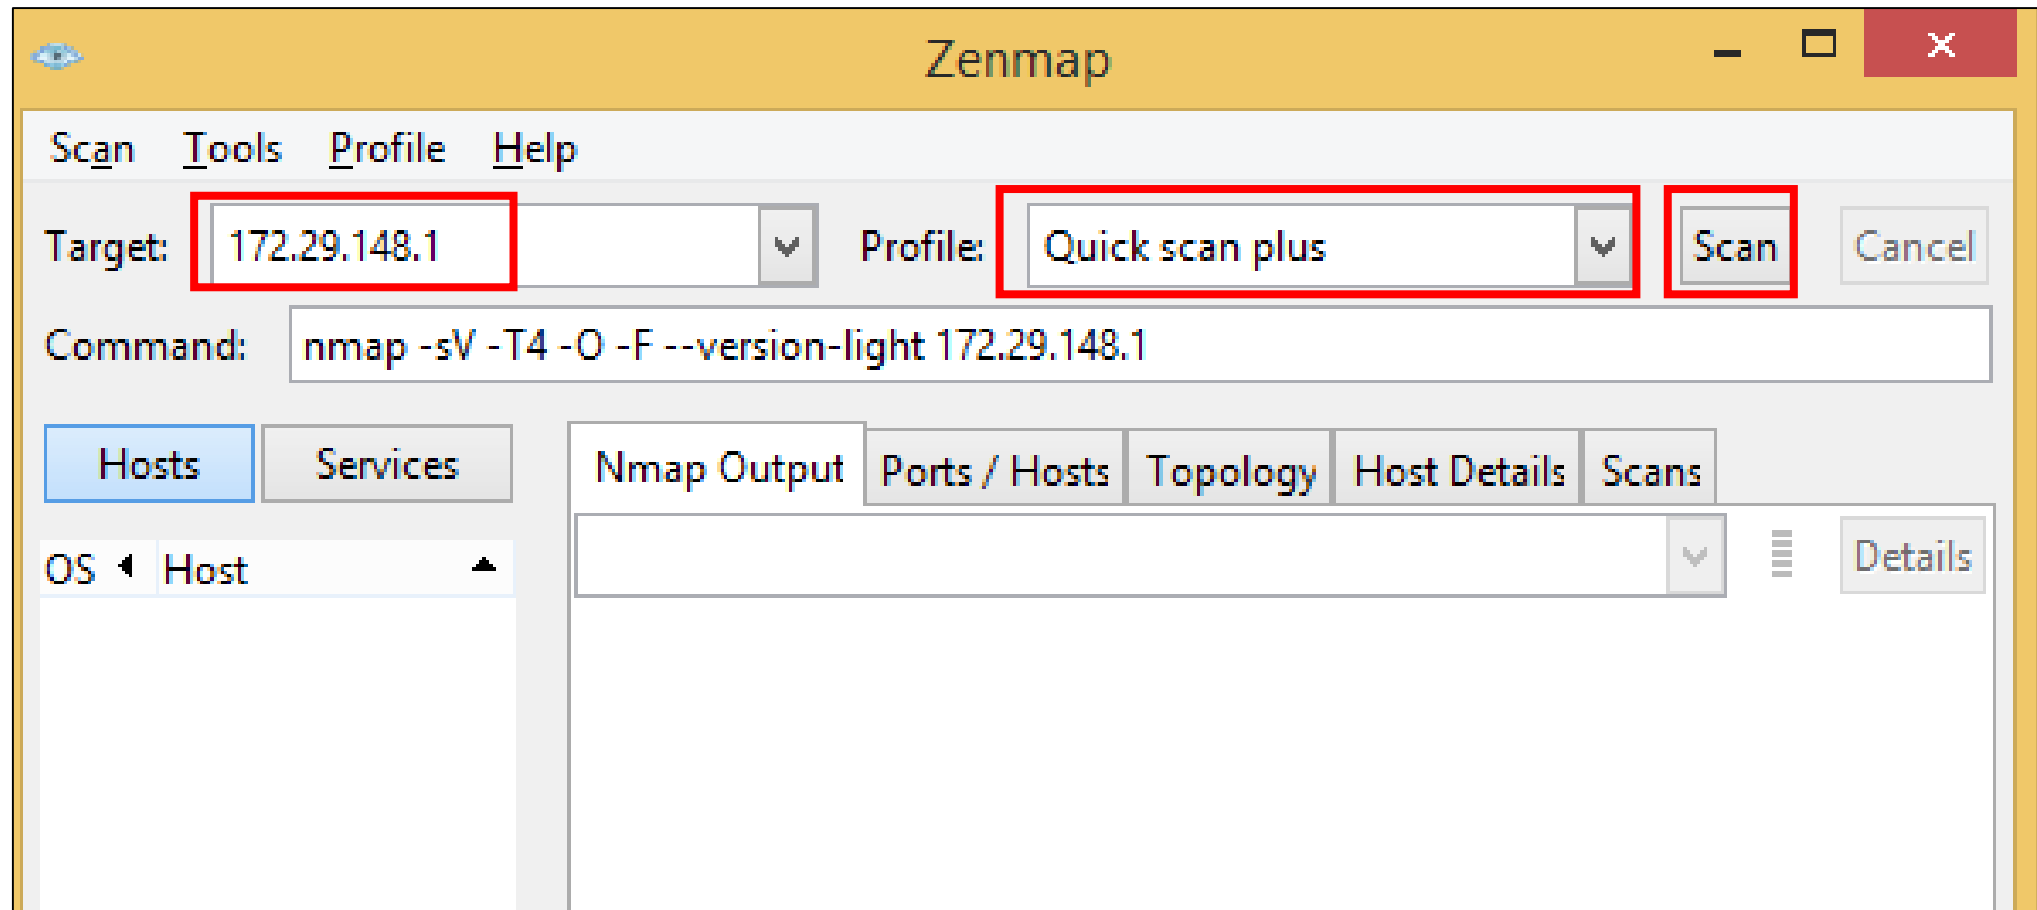 Zenmap
Scan Tools Profile Help
Target: 172.29.148.1 Profile: Quick scan plus Scan Cancel
Command: nmap -sV -T4 -O -F --version-light 172.29.148.1
Hosts Services Nmap Output Ports / Hosts Topology Host Details Scans
OS Host Details